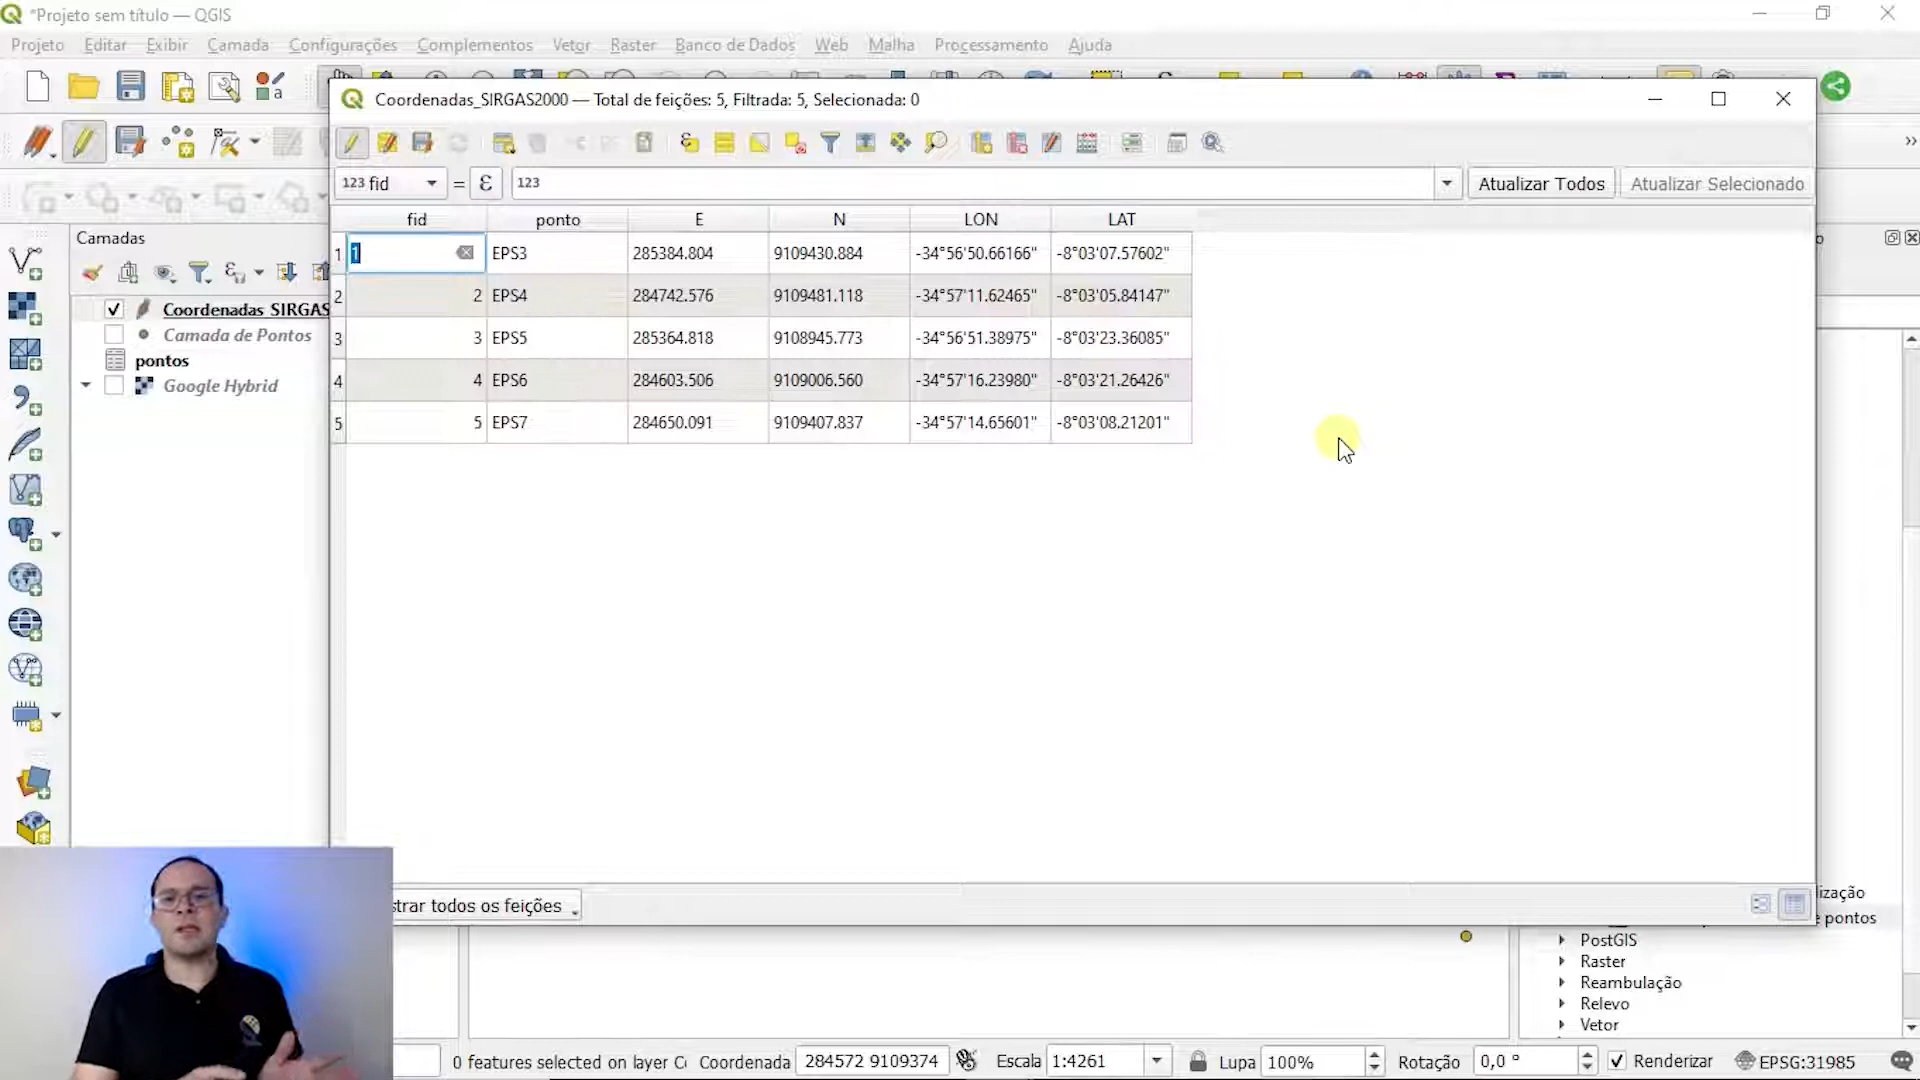 *Projeto sem título — QGIS
Projeto Editar Exibir Camada Configurações Complementos Vetor Raster Banco de Dados Web Malha Processamento Ajuda
Coordenadas_SIRGAS2000 — Total de feições: 5, Filtrada: 5, Selecionada: 0
123 fid = ε 123 Atualizar Todos Atualizar Selecionado
fid ponto E N LON LAT
1 1 EPS3 285384.804 9109430.884 -34°56'50.66166" -8°03'07.57602"
2 2 EPS4 284742.576 9109481.118 -34°57'11.62465" -8°03'05.84147"
3 3 EPS5 285364.818 9108945.773 -34°56'51.38975" -8°03'23.36085"
4 4 EPS6 284603.506 9109006.560 -34°57'16.23980" -8°03'21.26426"
5 5 EPS7 284650.091 9109407.837 -34°57'14.65601" -8°03'08.21201"
Camadas
Coordenadas SIRGAS
Camada de Pontos
pontos
Google Hybrid
strar todos os feições
ização
e pontos
PostGIS
Raster
Reambulação
Relevo
Vetor
0 features selected on layer Co Coordenada 284572 9109374 Escala 1:4261 Lupa 100% Rotação 0,0 ° Renderizar EPSG:31985